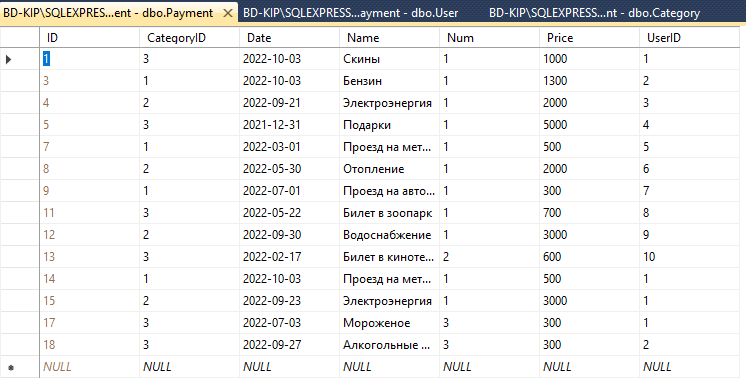 BD-KIP\SQLEXPRESS...ent - dbo.Payment BD-KIP\SQLEXPRESS...ayment - dbo.User BD-KIP\SQLEXPRESS...nt - dbo.Category
ID CategoryID Date Name Num Price UserID
1 3 2022-10-03 Скины 1 1000 1
3 1 2022-10-03 Бензин 1 1300 2
4 2 2022-09-21 Электроэнергия 1 2000 3
5 3 2021-12-31 Подарки 1 5000 4
7 1 2022-03-01 Проезд на мет... 1 500 5
8 2 2022-05-30 Отопление 1 2000 6
9 1 2022-07-01 Проезд на авто... 1 300 7
11 3 2022-05-22 Билет в зоопарк 1 700 8
12 2 2022-09-30 Водоснабжение 1 3000 9
13 3 2022-02-17 Билет в киноте... 2 600 10
14 1 2022-10-03 Проезд на мет... 1 500 1
15 2 2022-09-23 Электроэнергия 1 3000 1
17 3 2022-07-03 Мороженое 3 300 1
18 3 2022-09-27 Алкогольные ... 3 300 2
NULL NULL NULL NULL NULL NULL NULL